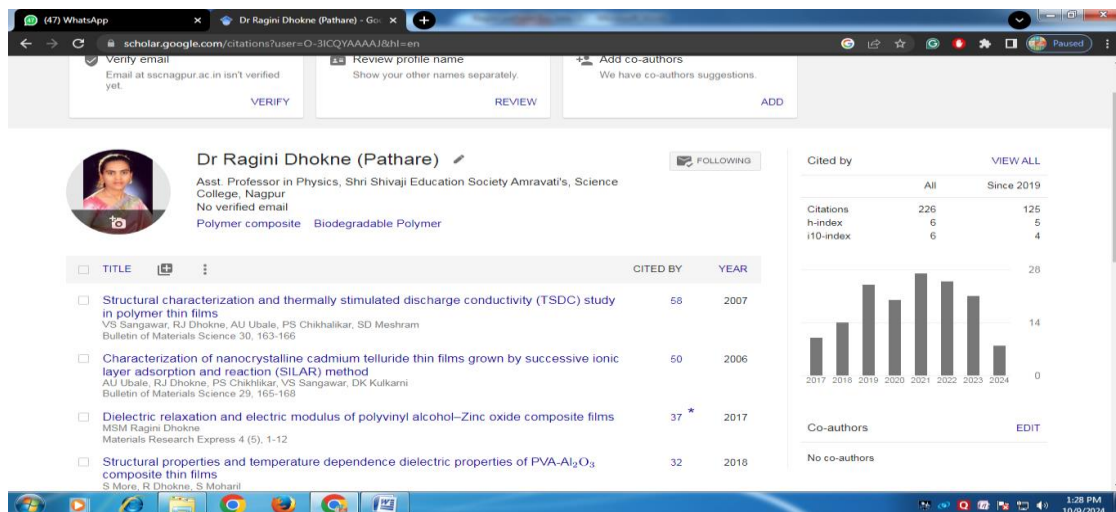 (47) WhatsApp
Dr Ragini Dhokne (Pathare) - Goo
scholar.google.com/citations?user=O-3ICQYAAAAJ&hl=en
Paused
Verify email
Review profile name
Add co-authors
Email at sscnagpur.ac.in isn't verified
yet.
Show your other names separately.
We have co-authors suggestions.
VERIFY
REVIEW
ADD
Dr Ragini Dhokne (Pathare)
FOLLOWING
Asst. Professor in Physics, Shri Shivaji Education Society Amravati's, Science
College, Nagpur
No verified email
Polymer composite Biodegradable Polymer
TITLE CITED BY YEAR
Structural characterization and thermally stimulated discharge conductivity (TSDC) study 58 2007
in polymer thin films
VS Sangawar, RJ Dhokne, AU Ubale, PS Chikhalikar, SD Meshram
Bulletin of Materials Science 30, 163-166
Characterization of nanocrystalline cadmium telluride thin films grown by successive ionic 50 2006
layer adsorption and reaction (SILAR) method
AU Ubale, RJ Dhokne, PS Chikhlikar, VS Sangawar, DK Kulkarni
Bulletin of Materials Science 29, 165-168
Dielectric relaxation and electric modulus of polyvinyl alcohol–Zinc oxide composite films 37 * 2017
MSM Ragini Dhokne
Materials Research Express 4 (5), 1-12
Structural properties and temperature dependence dielectric properties of PVA-Al₂O₃ 32 2018
composite thin films
S More, R Dhokne, S Moharil
Cited by VIEW ALL
All Since 2019
Citations 226 125
h-index 6 5
i10-index 6 4
28
14
0
2017 2018 2019 2020 2021 2022 2023 2024
Co-authors EDIT
No co-authors
1:28 PM
10/9/2024